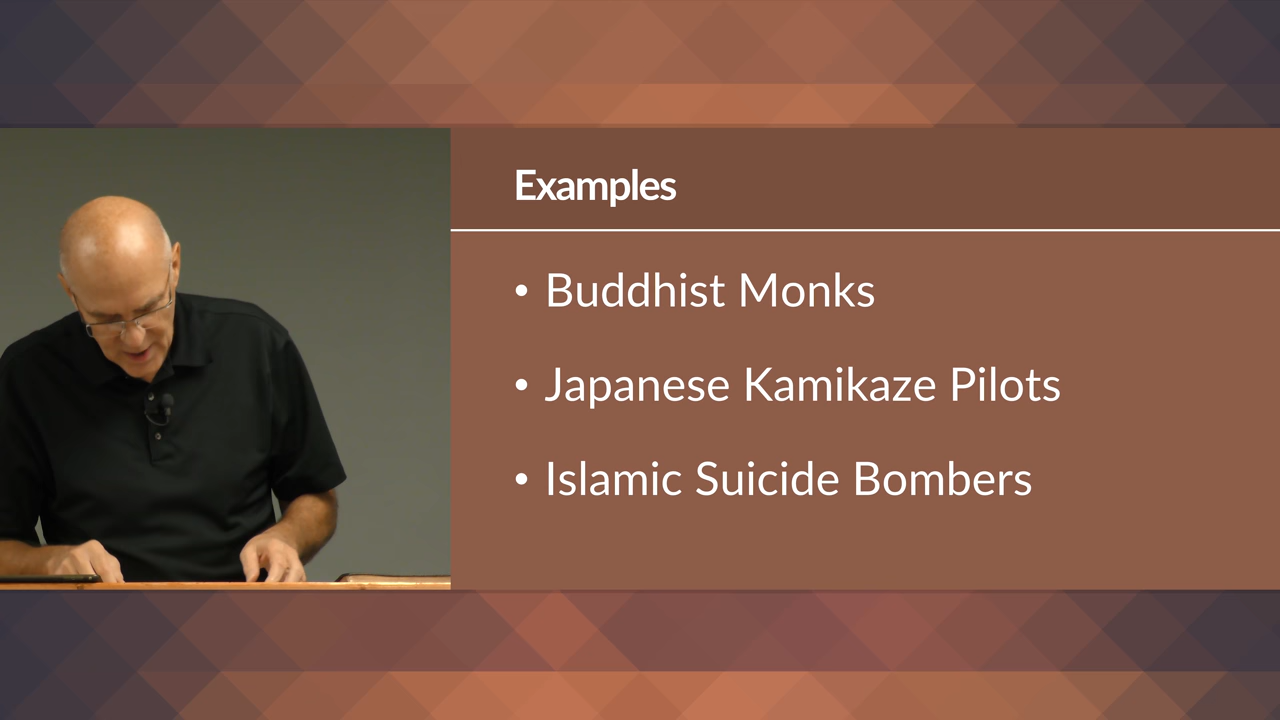 Examples
• Buddhist Monks
• Japanese Kamikaze Pilots
• Islamic Suicide Bombers